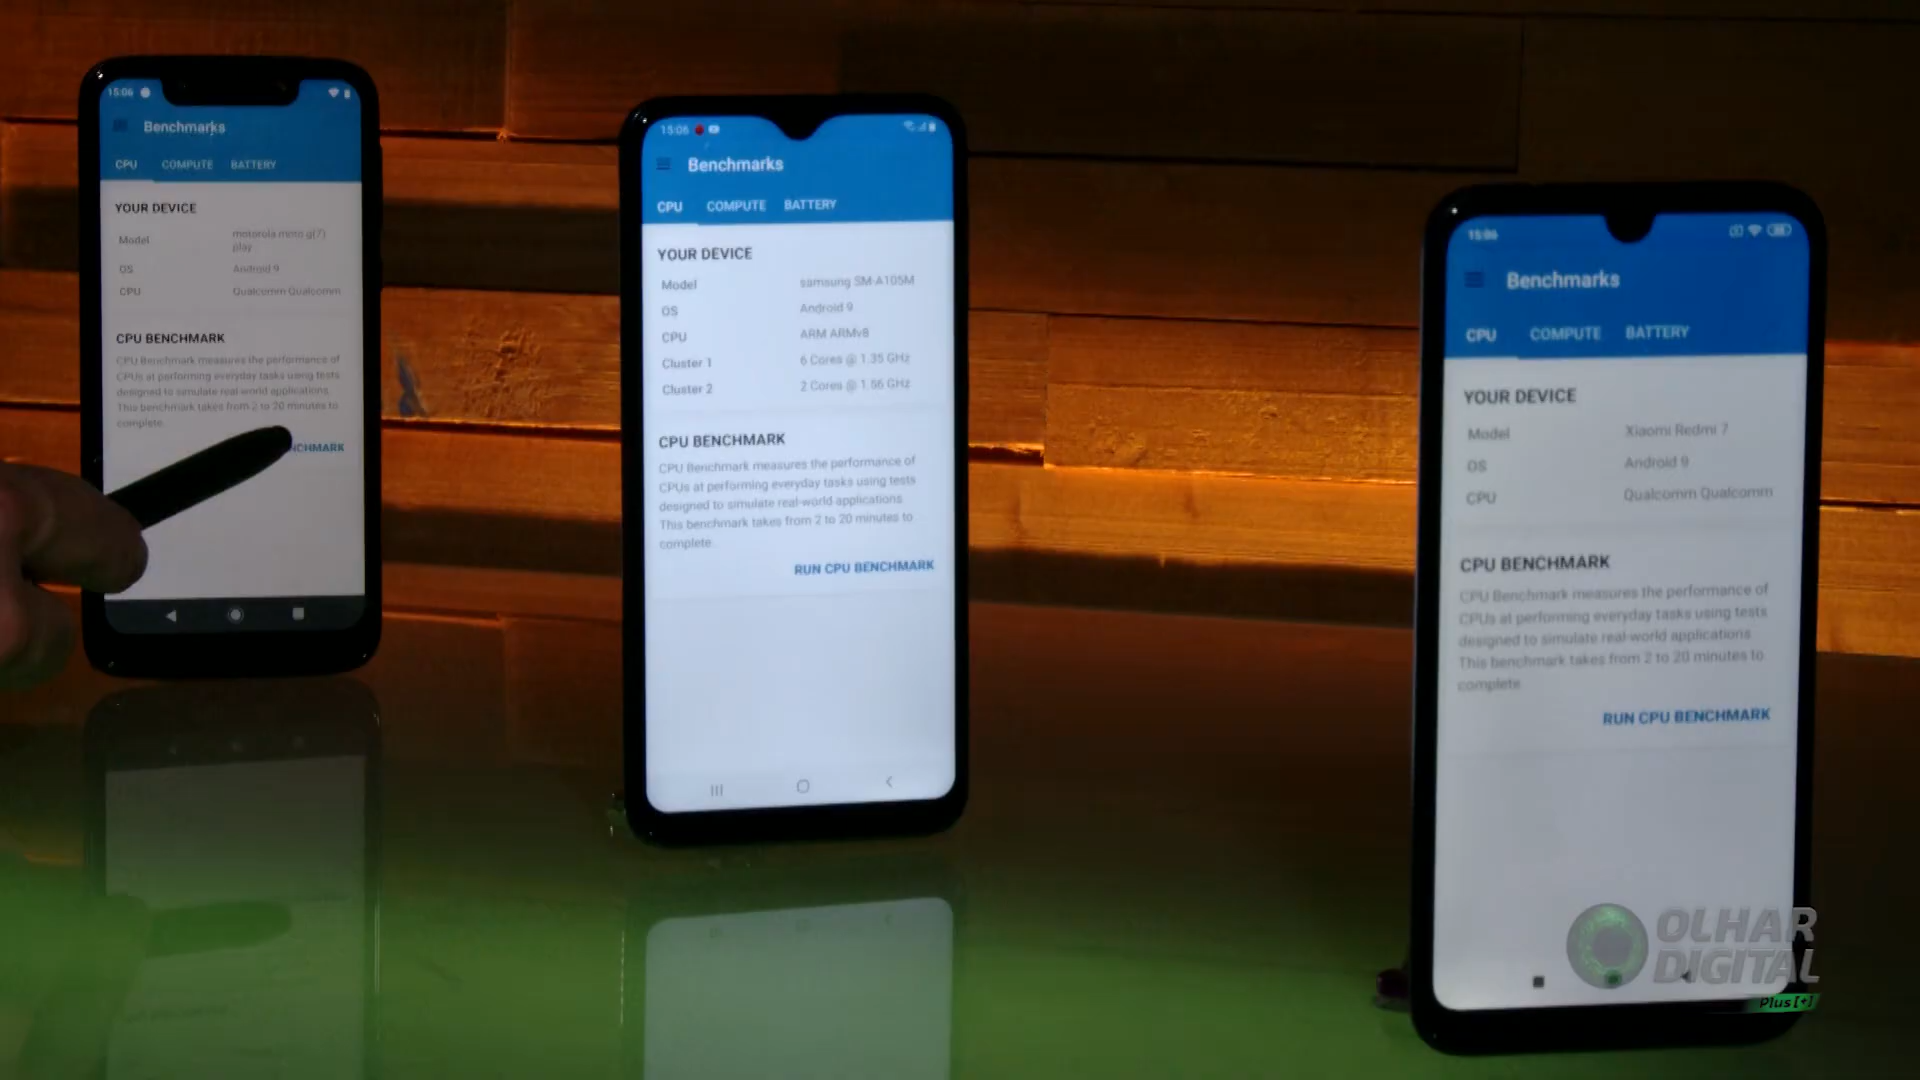 15:06
Benchmarks
CPU COMPUTE BATTERY
YOUR DEVICE
Model motorola moto g(7) play
OS Android 9
CPU Qualcomm Qualcomm
CPU BENCHMARK
CPU Benchmark measures the performance of
CPUs at performing everyday tasks using tests
designed to simulate real-world applications.
This benchmark takes from 2 to 20 minutes to
complete.
15:06
Benchmarks
CPU COMPUTE BATTERY
YOUR DEVICE
Model samsung SM-A105M
OS Android 9
CPU ARM ARMv8
Cluster 1 6 Cores @ 1.35 GHz
Cluster 2 2 Cores @ 1.56 GHz
CPU BENCHMARK
CPU Benchmark measures the performance of
CPUs at performing everyday tasks using tests
designed to simulate real-world applications.
This benchmark takes from 2 to 20 minutes to
complete.
RUN CPU BENCHMARK
15:06
Benchmarks
CPU COMPUTE BATTERY
YOUR DEVICE
Model Xiaomi Redmi 7
OS Android 9
CPU Qualcomm Qualcomm
CPU BENCHMARK
CPU Benchmark measures the performance of
CPUs at performing everyday tasks using tests
designed to simulate real-world applications.
This benchmark takes from 2 to 20 minutes to
complete.
RUN CPU BENCHMARK
OLHAR
DIGITAL
Plus[+]